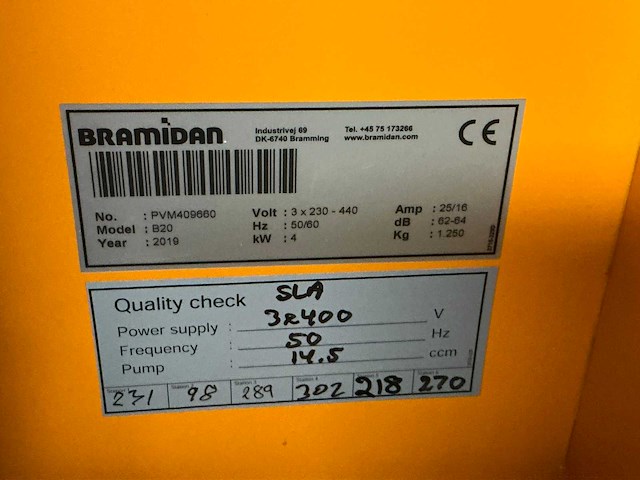 BRAMIDAN
Industrivej 69
DK-6740 Bramming
Tel. +45 75 173266
www.bramidan.com
CE
No. : PVM409660
Model : B20
Year : 2019
Volt : 3 x 230 - 440
Hz : 50/60
kW : 4
Amp : 25/16
dB : 62-64
Kg : 1.250
Quality check SLA
Power supply : 3x400 V
Frequency : 50 Hz
Pump : 14.5 ccm
231 98 289 302 218 270